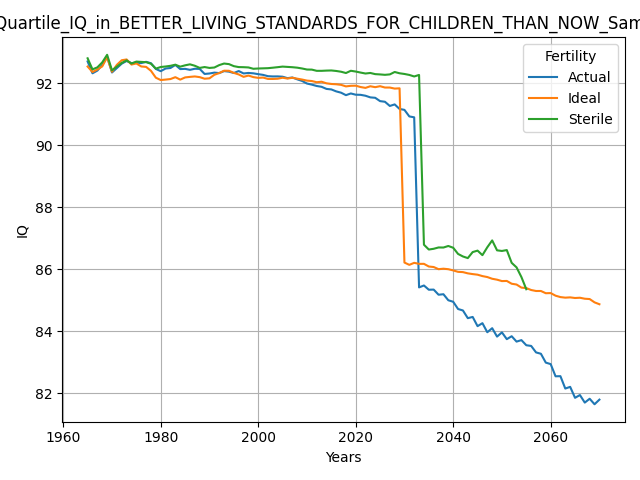 Quartile_IQ_in_BETTER_LIVING_STANDARDS_FOR_CHILDREN_THAN_NOW_Sam
Fertility
Actual
Ideal
Sterile
IQ
92
90
88
86
84
82
1960 1980 2000 2020 2040 2060
Years